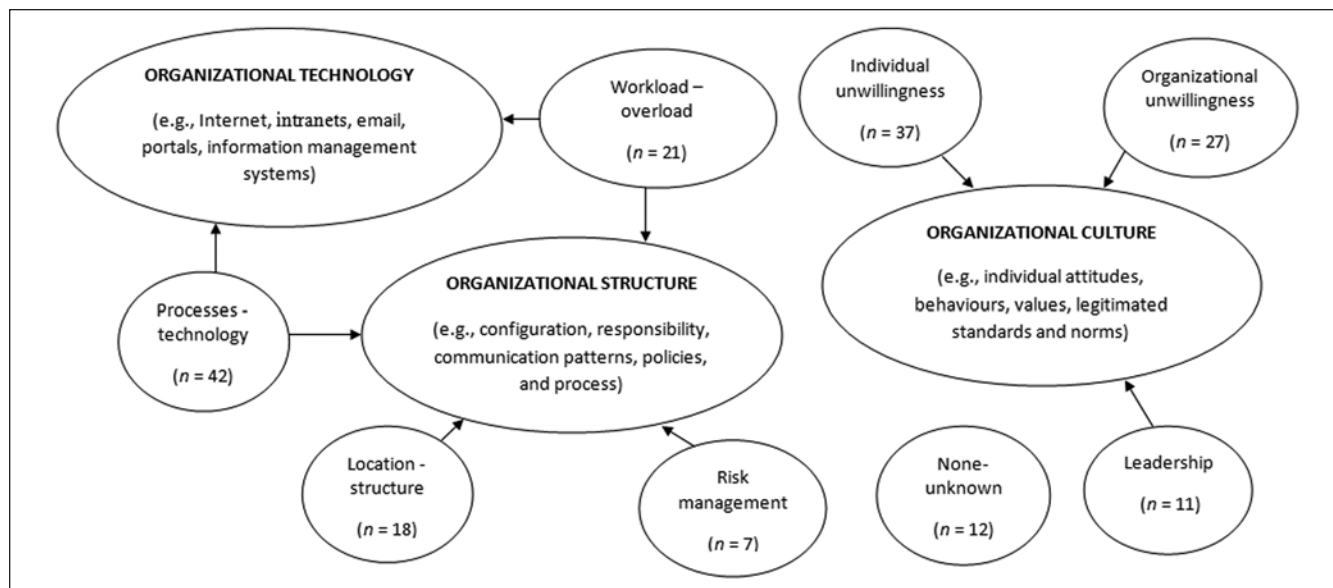 ORGANIZATIONAL TECHNOLOGY
(e.g., Internet, intranets, email,
portals, information management
systems)
Workload –
overload
(n = 21)
Individual
unwillingness
(n = 37)
Organizational
unwillingness
(n = 27)
Processes -
technology
(n = 42)
ORGANIZATIONAL STRUCTURE
(e.g., configuration, responsibility,
communication patterns, policies,
and process)
ORGANIZATIONAL CULTURE
(e.g., individual attitudes,
behaviours, values, legitimated
standards and norms)
Location -
structure
(n = 18)
Risk
management
(n = 7)
None-
unknown
(n = 12)
Leadership
(n = 11)